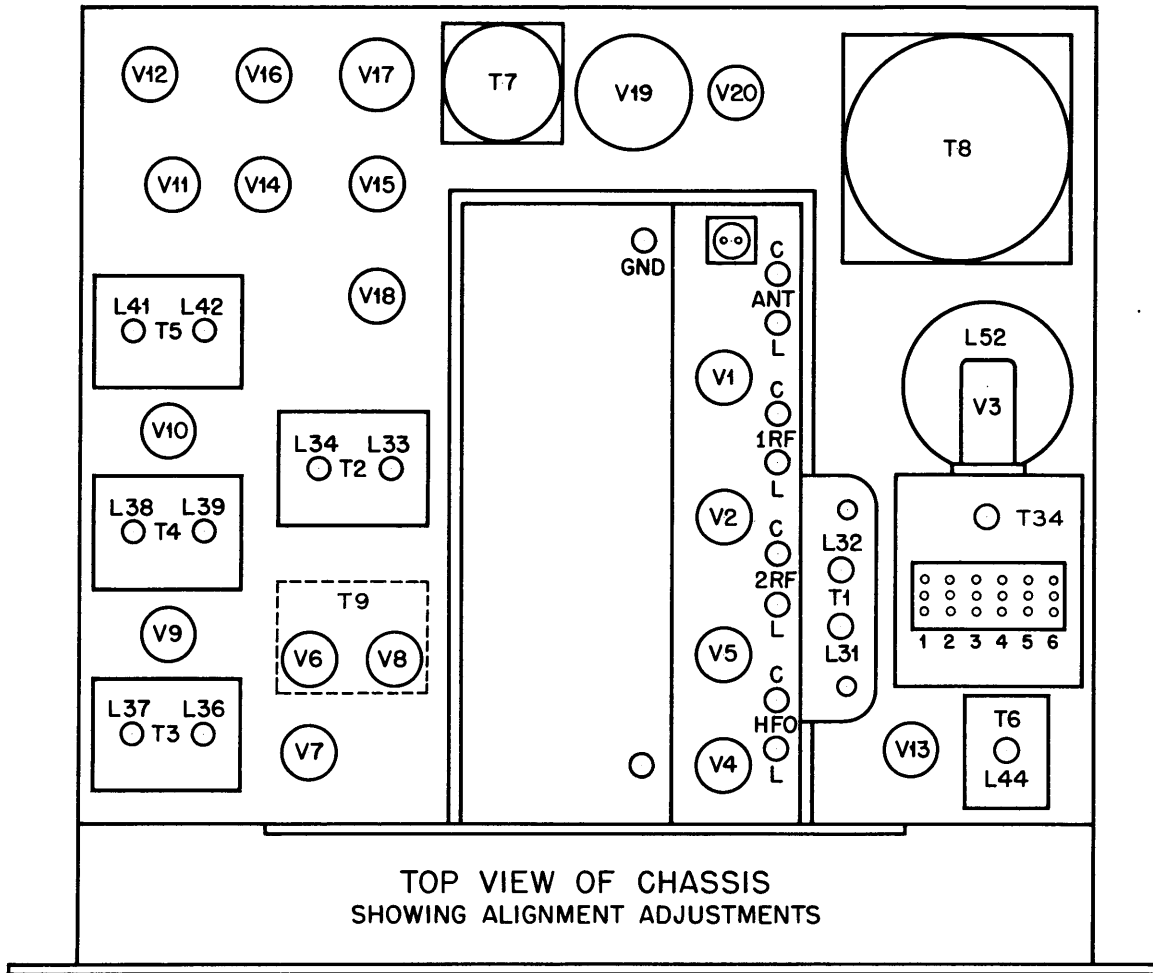 V12 V16 V17 T7 V19 V20 T8
V11 V14 V15
GND
C
ANT
L
V18
L41 T5 L42
L52
V3
V1
C
1RF
L
V10
L34 T2 L33
L38 T4 L39
V2
C
2RF
L
L32
T1
L31
T34
1 2 3 4 5 6
T9
V6 V8
V9
V5
C
HFO
L
L37 T3 L36
V7
V4
V13
T6
L44
TOP VIEW OF CHASSIS
SHOWING ALIGNMENT ADJUSTMENTS